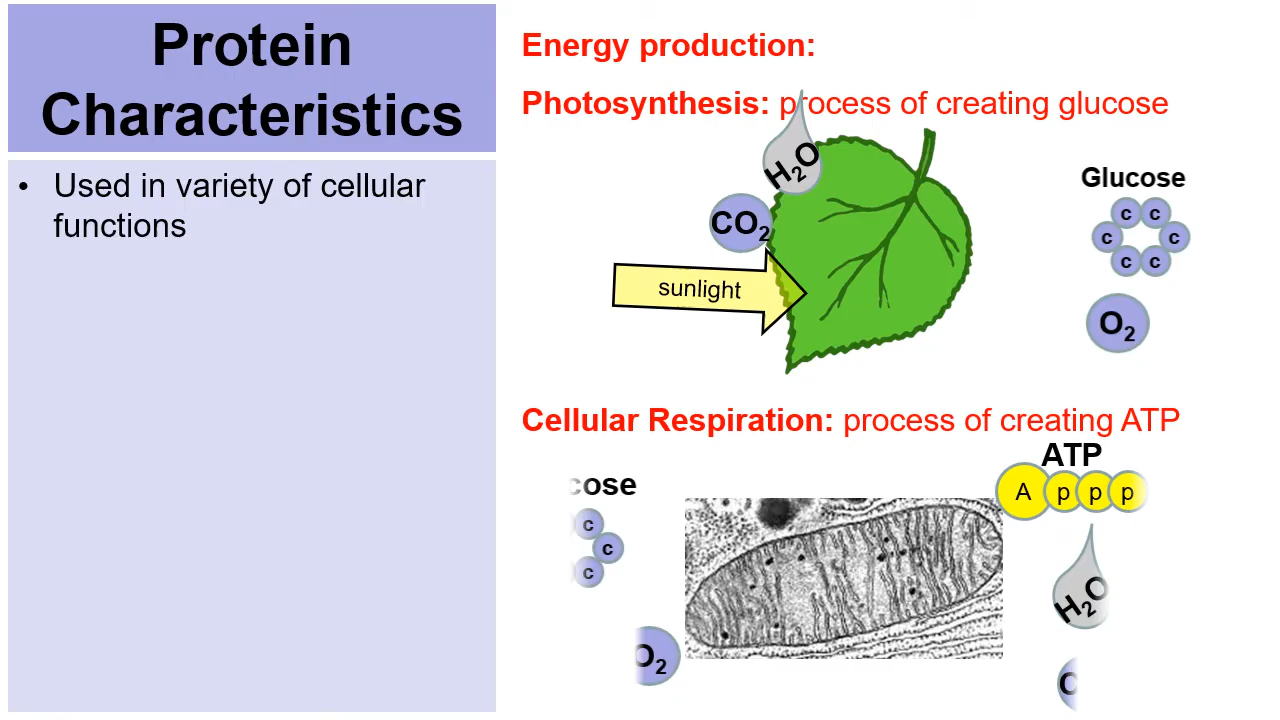 Protein
Characteristics
• Used in variety of cellular
functions
Energy production:
Photosynthesis: process of creating glucose
H₂O
CO₂
sunlight
Glucose
c c
c c
c c
O₂
Cellular Respiration: process of creating ATP
ATP
A p p p
cose
c
c
c
H₂O
O₂
C